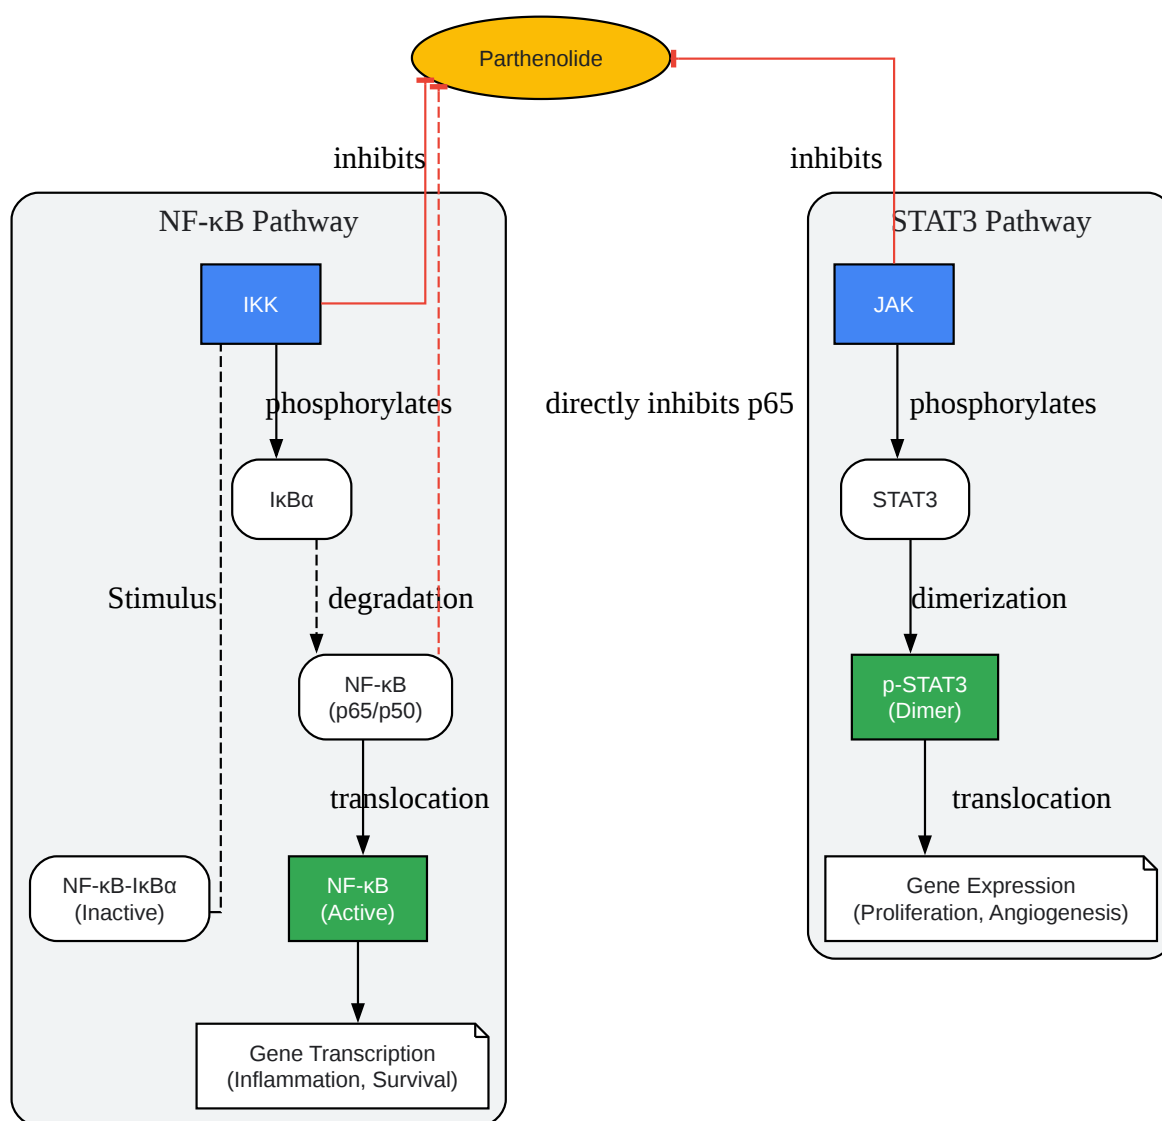 Parthenolide
inhibits
inhibits
NF-κB Pathway
STAT3 Pathway
IKK
JAK
phosphorylates
directly inhibits p65
phosphorylates
IκBα
STAT3
Stimulus
degradation
dimerization
NF-κB
(p65/p50)
p-STAT3
(Dimer)
translocation
translocation
NF-κB-IκBα
(Inactive)
NF-κB
(Active)
Gene Expression
(Proliferation, Angiogenesis)
Gene Transcription
(Inflammation, Survival)